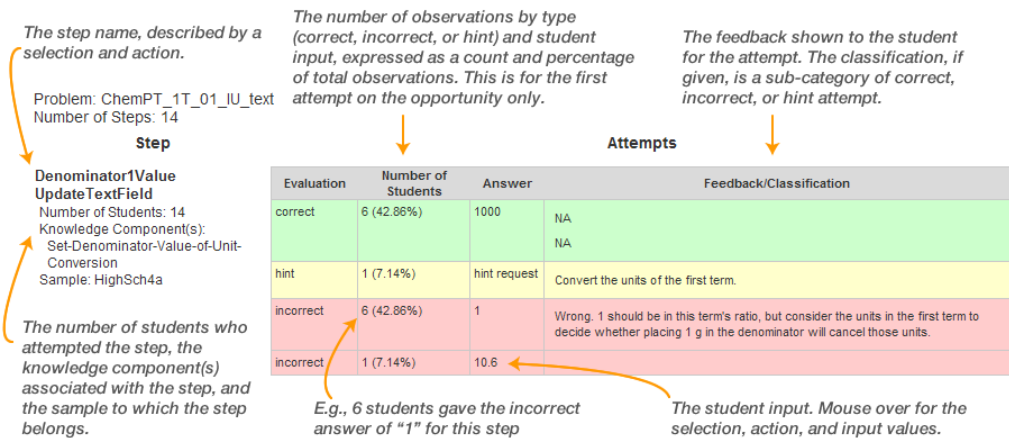 The step name, described by a
selection and action.
The number of observations by type
(correct, incorrect, or hint) and student
input, expressed as a count and percentage
of total observations. This is for the first
attempt on the opportunity only.
The feedback shown to the student
for the attempt. The classification, if
given, is a sub-category of correct,
incorrect, or hint attempt.
Problem: ChemPT_1T_01_IU_text
Number of Steps: 14
Step
Attempts
Denominator1Value
UpdateTextField
Number of Students: 14
Knowledge Component(s):
Set-Denominator-Value-of-Unit-
Conversion
Sample: HighSch4a
Evaluation Number of Students Answer Feedback/Classification
correct 6 (42.86%) 1000 NA
NA
hint 1 (7.14%) hint request Convert the units of the first term.
incorrect 6 (42.86%) 1 Wrong. 1 should be in this term's ratio, but consider the units in the first term to
decide whether placing 1 g in the denominator will cancel those units.
incorrect 1 (7.14%) 10.6
The number of students who
attempted the step, the
knowledge component(s)
associated with the step, and
the sample to which the step
belongs.
E.g., 6 students gave the incorrect
answer of “1” for this step
The student input. Mouse over for the
selection, action, and input values.